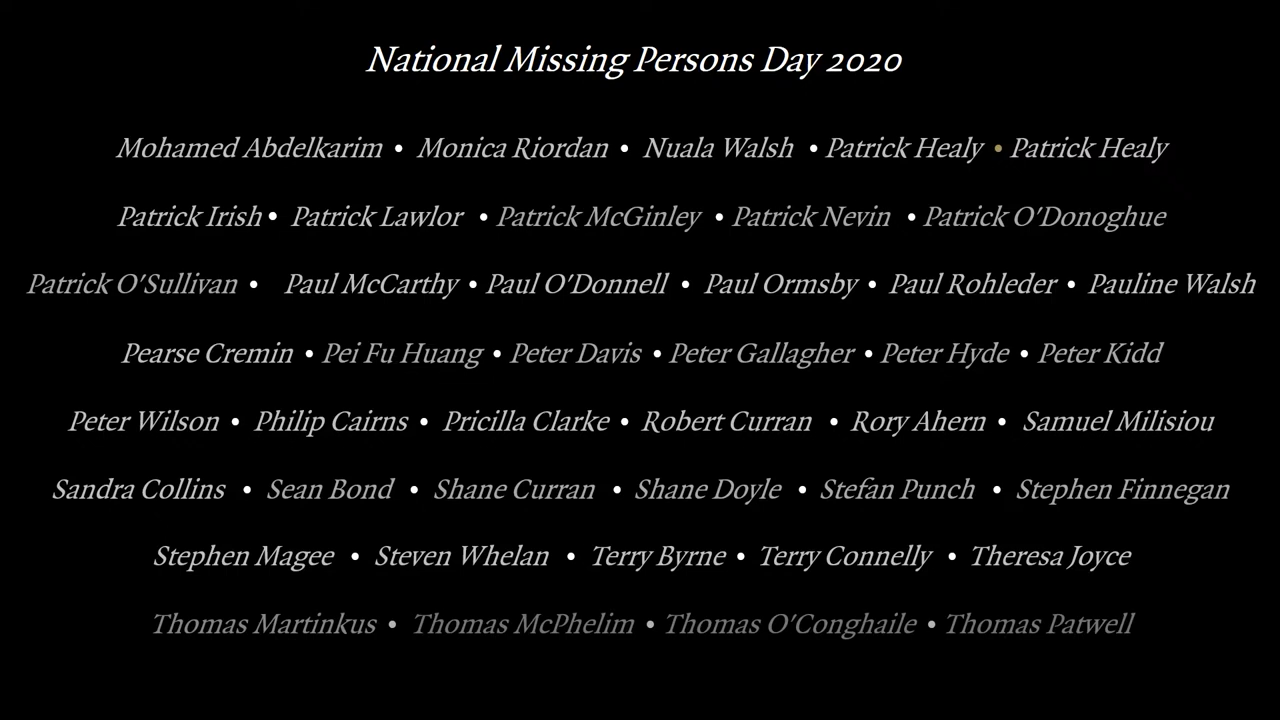 National Missing Persons Day 2020
Mohamed Abdelkarim • Monica Riordan • Nuala Walsh • Patrick Healy • Patrick Healy
Patrick Irish • Patrick Lawlor • Patrick McGinley • Patrick Nevin • Patrick O'Donoghue
Patrick O'Sullivan • Paul McCarthy • Paul O'Donnell • Paul Ormsby • Paul Rohleder • Pauline Walsh
Pearse Cremin • Pei Fu Huang • Peter Davis • Peter Gallagher • Peter Hyde • Peter Kidd
Peter Wilson • Philip Cairns • Pricilla Clarke • Robert Curran • Rory Ahern • Samuel Milisiou
Sandra Collins • Sean Bond • Shane Curran • Shane Doyle • Stefan Punch • Stephen Finnegan
Stephen Magee • Steven Whelan • Terry Byrne • Terry Connelly • Theresa Joyce
Thomas Martinkus • Thomas McPhelim • Thomas O'Conghaile • Thomas Patwell